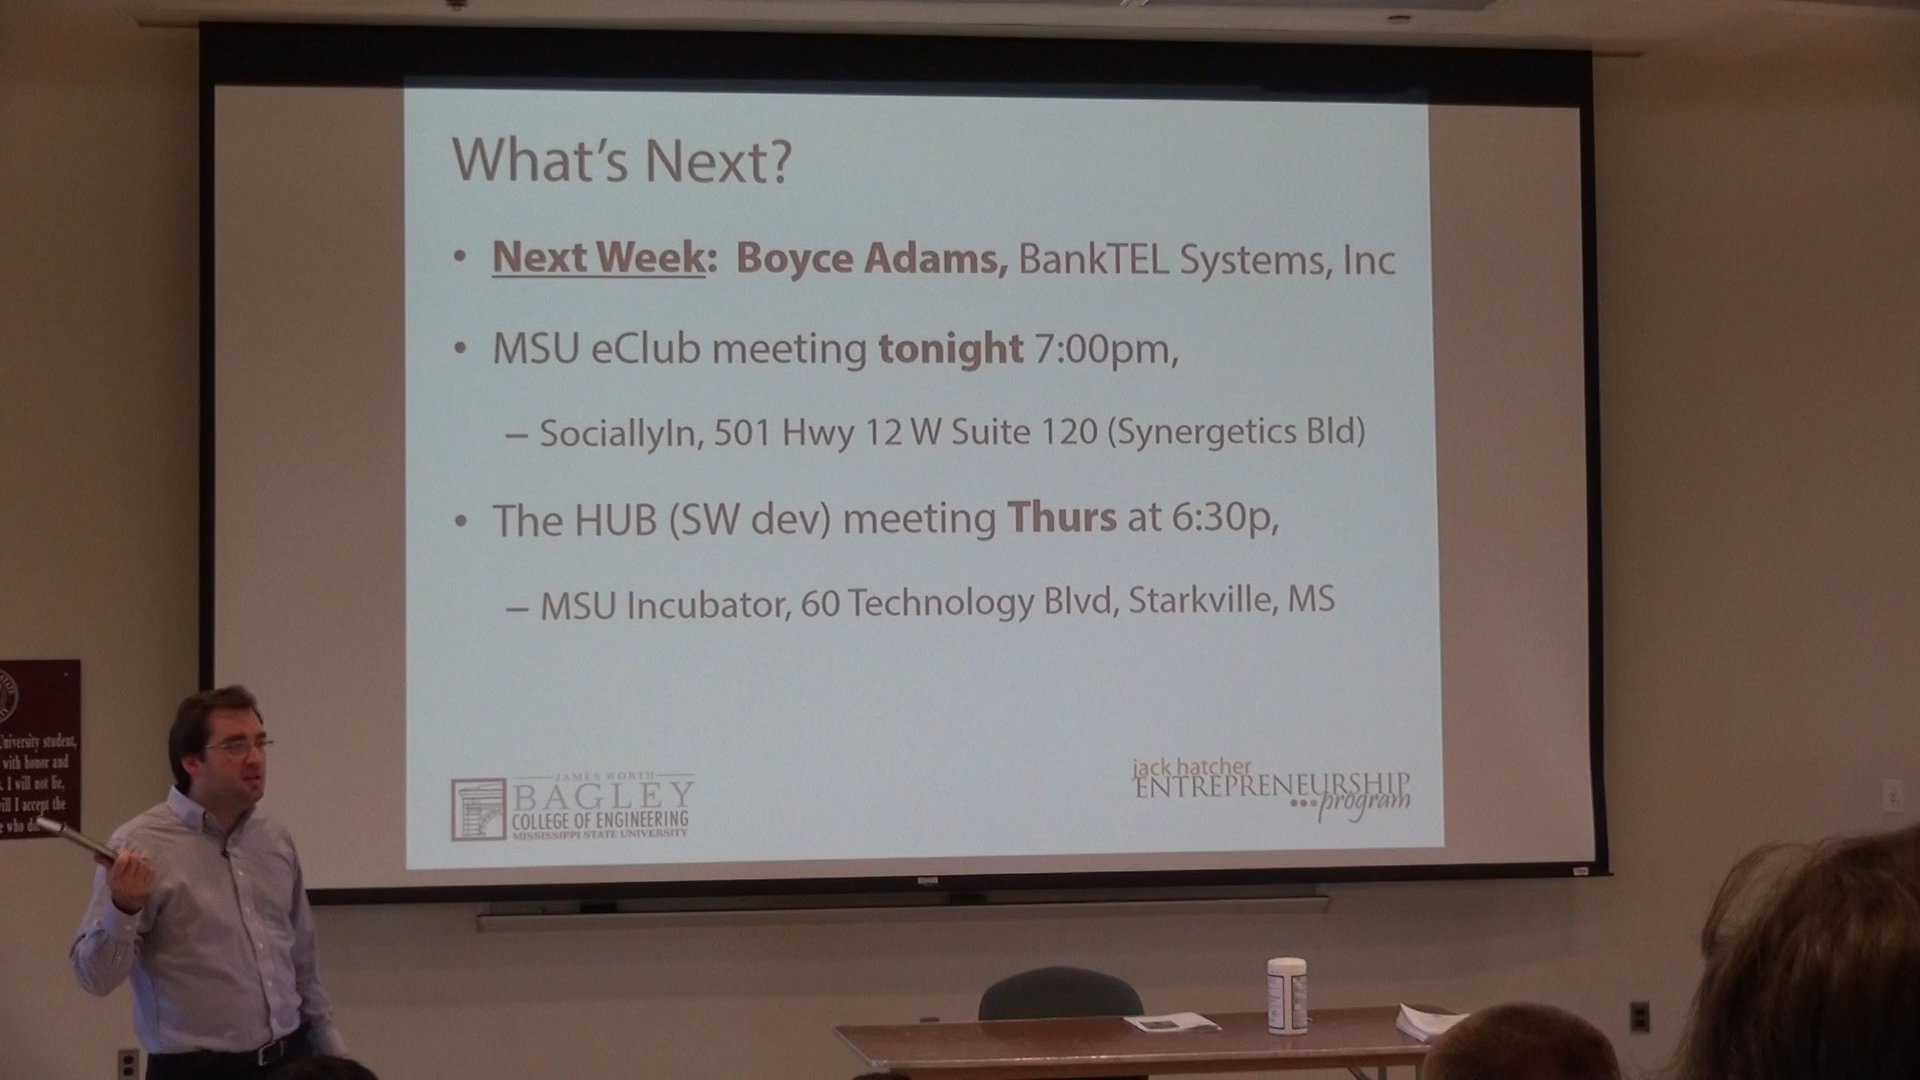 What's Next?
• Next Week: Boyce Adams, BankTEL Systems, Inc
• MSU eClub meeting tonight 7:00pm,
– SociallyIn, 501 Hwy 12 W Suite 120 (Synergetics Bld)
• The HUB (SW dev) meeting Thurs at 6:30p,
– MSU Incubator, 60 Technology Blvd, Starkville, MS
JAMES WORTH
BAGLEY
COLLEGE OF ENGINEERING
MISSISSIPPI STATE UNIVERSITY
jack hatcher
ENTREPRENEURSHIP
•••program
University student,
with honor and
. I will not lie,
will I accept the
who